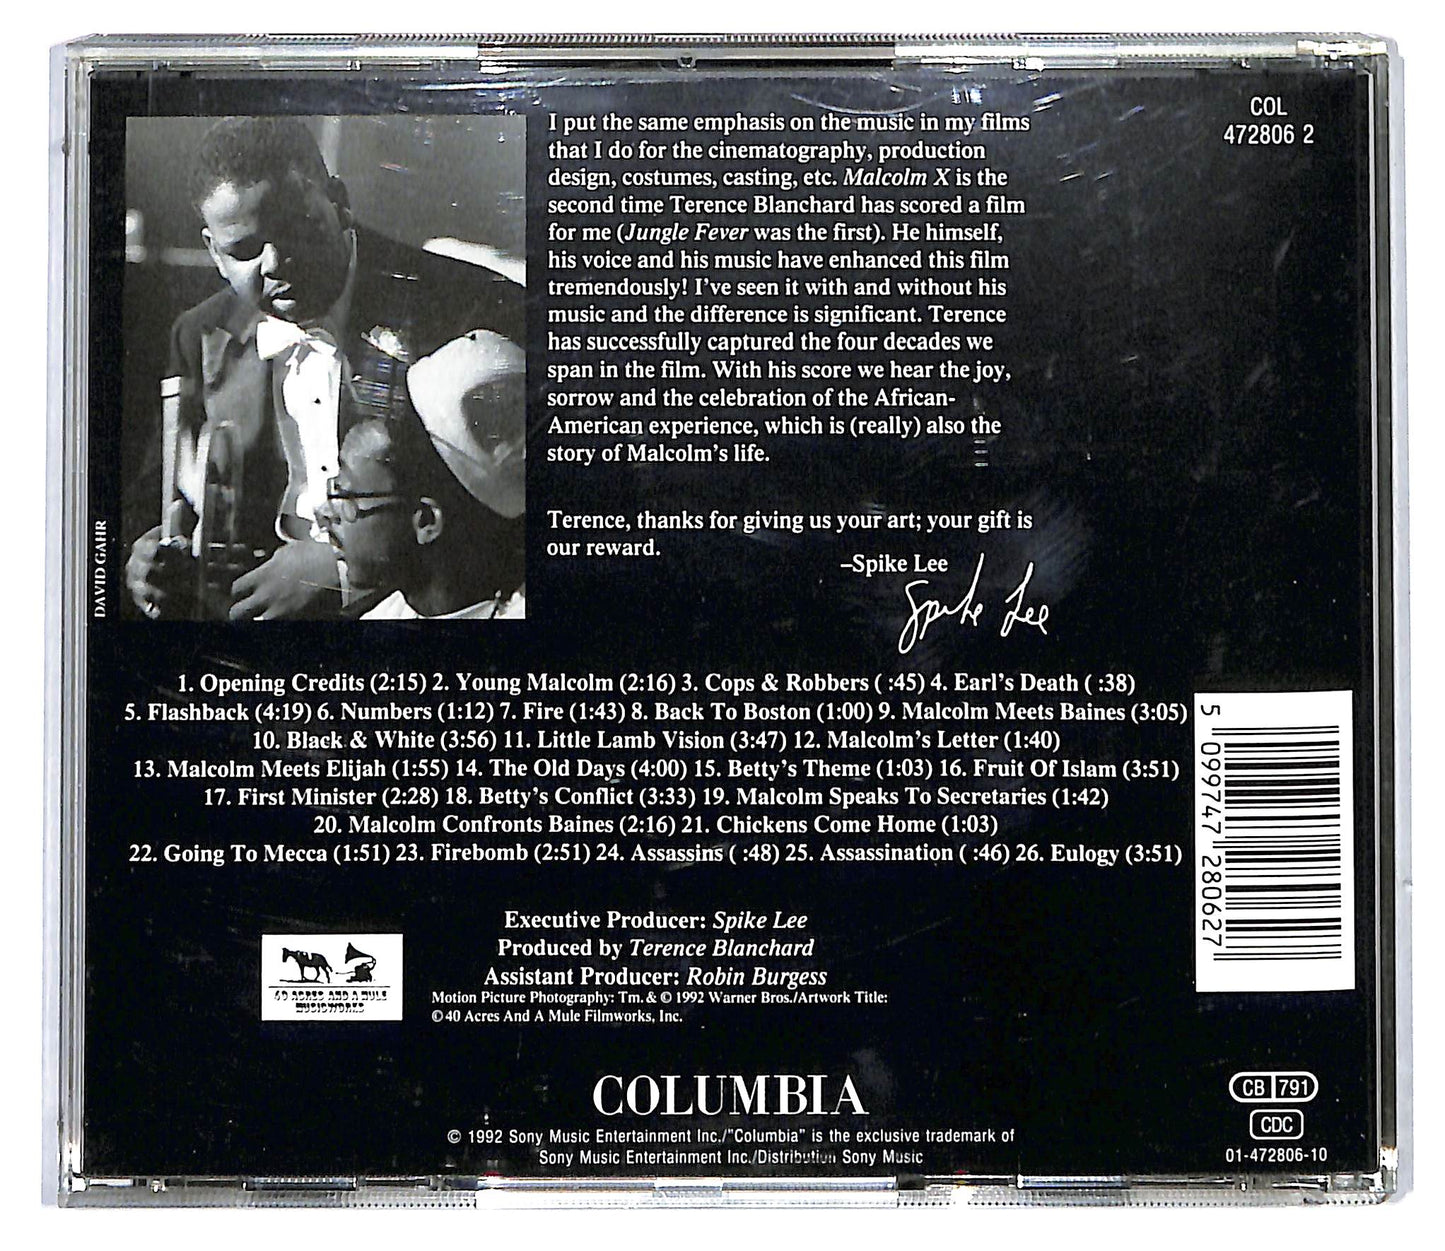 COL
472806 2
I put the same emphasis on the music in my films
that I do for the cinematography, production
design, costumes, casting, etc. Malcolm X is the
second time Terence Blanchard has scored a film
for me (Jungle Fever was the first). He himself,
his voice and his music have enhanced this film
tremendously! I've seen it with and without his
music and the difference is significant. Terence
has successfully captured the four decades we
span in the film. With his score we hear the joy,
sorrow and the celebration of the African-
American experience, which is (really) also the
story of Malcolm's life.
Terence, thanks for giving us your art; your gift is
our reward.
–Spike Lee
Spike Lee
DAVID GAHR
1. Opening Credits (2:15) 2. Young Malcolm (2:16) 3. Cops & Robbers ( :45) 4. Earl's Death ( :38)
5. Flashback (4:19) 6. Numbers (1:12) 7. Fire (1:43) 8. Back To Boston (1:00) 9. Malcolm Meets Baines (3:05)
10. Black & White (3:56) 11. Little Lamb Vision (3:47) 12. Malcolm's Letter (1:40)
13. Malcolm Meets Elijah (1:55) 14. The Old Days (4:00) 15. Betty's Theme (1:03) 16. Fruit Of Islam (3:51)
17. First Minister (2:28) 18. Betty's Conflict (3:33) 19. Malcolm Speaks To Secretaries (1:42)
20. Malcolm Confronts Baines (2:16) 21. Chickens Come Home (1:03)
22. Going To Mecca (1:51) 23. Firebomb (2:51) 24. Assassins ( :48) 25. Assassination ( :46) 26. Eulogy (3:51)
5 099747 280627
Executive Producer: Spike Lee
Produced by Terence Blanchard
Assistant Producer: Robin Burgess
Motion Picture Photography: Tm. & © 1992 Warner Bros./Artwork Title:
© 40 Acres And A Mule Filmworks, Inc.
40 ACRES AND A MULE
MUSICWORKS
COLUMBIA
© 1992 Sony Music Entertainment Inc./"Columbia" is the exclusive trademark of
Sony Music Entertainment Inc./Distribution Sony Music
CB 791
CDC
01-472806-10